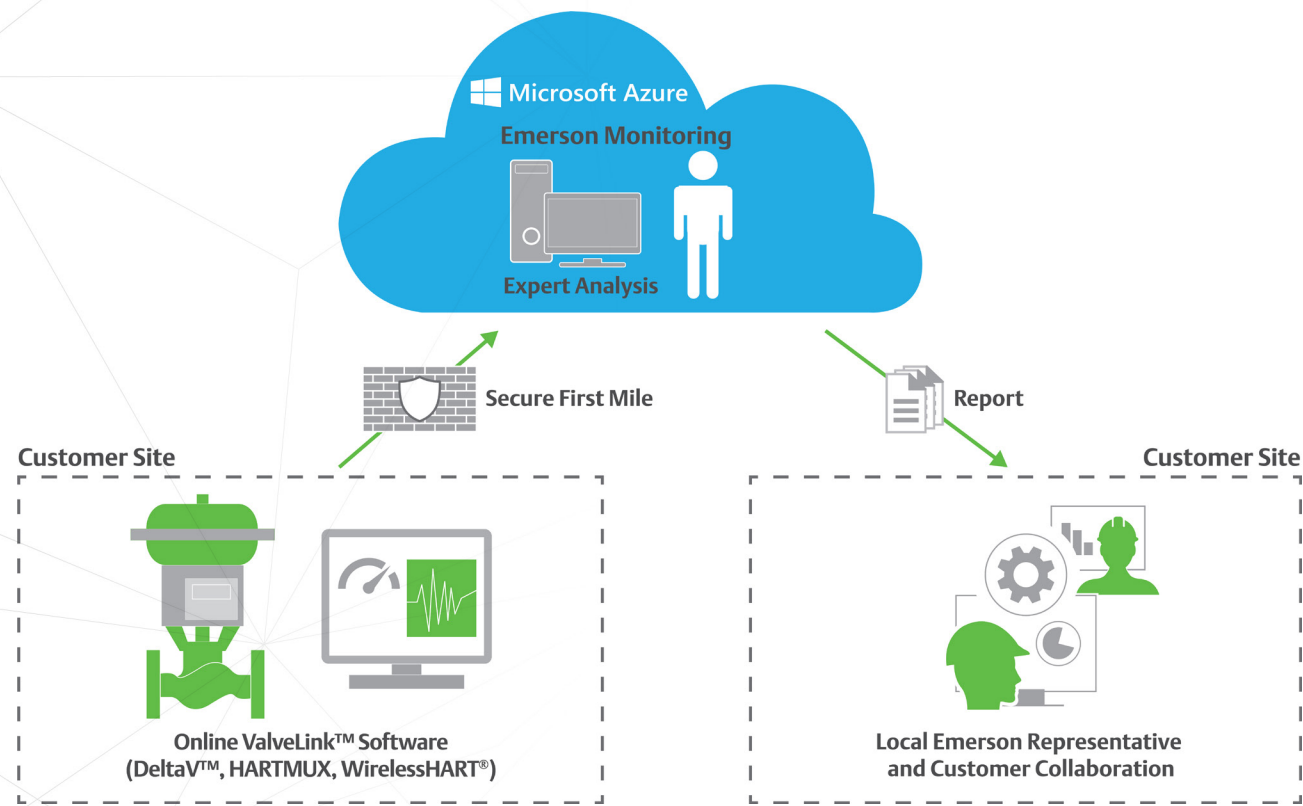 Microsoft Azure
Emerson Monitoring
Expert Analysis
Secure First Mile
Report
Customer Site
Customer Site
Online ValveLink™ Software
(DeltaV™, HARTMUX, WirelessHART®)
Local Emerson Representative
and Customer Collaboration